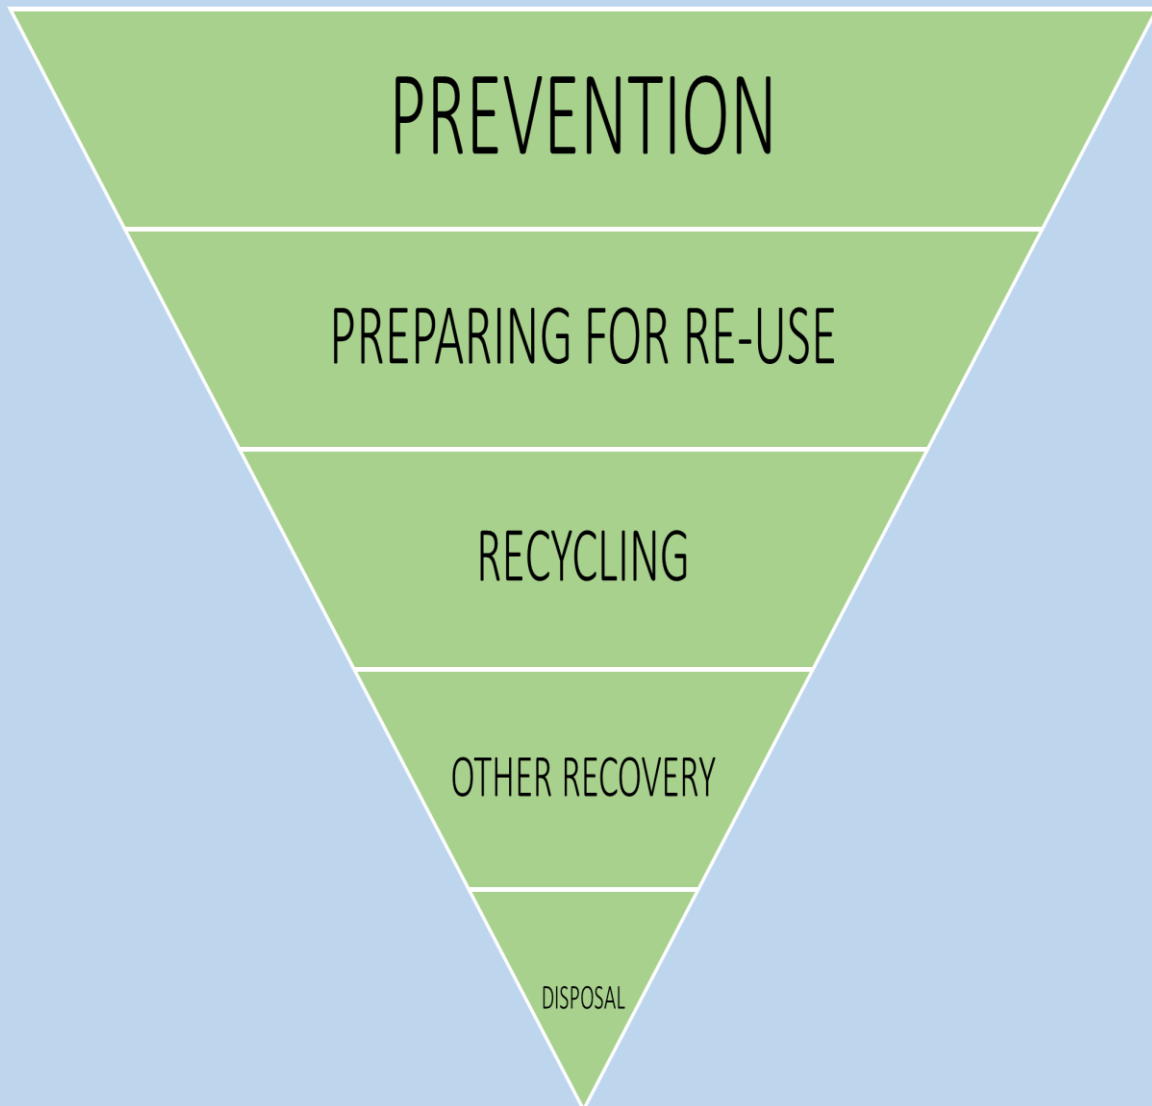 PREVENTION
PREPARING FOR RE-USE
RECYCLING
OTHER RECOVERY
DISPOSAL